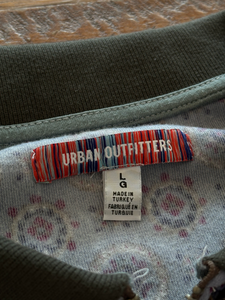 URBAN OUTFITTERS
L
G
MADE IN
TURKEY
FABRIQUÉ EN
TURQUIE